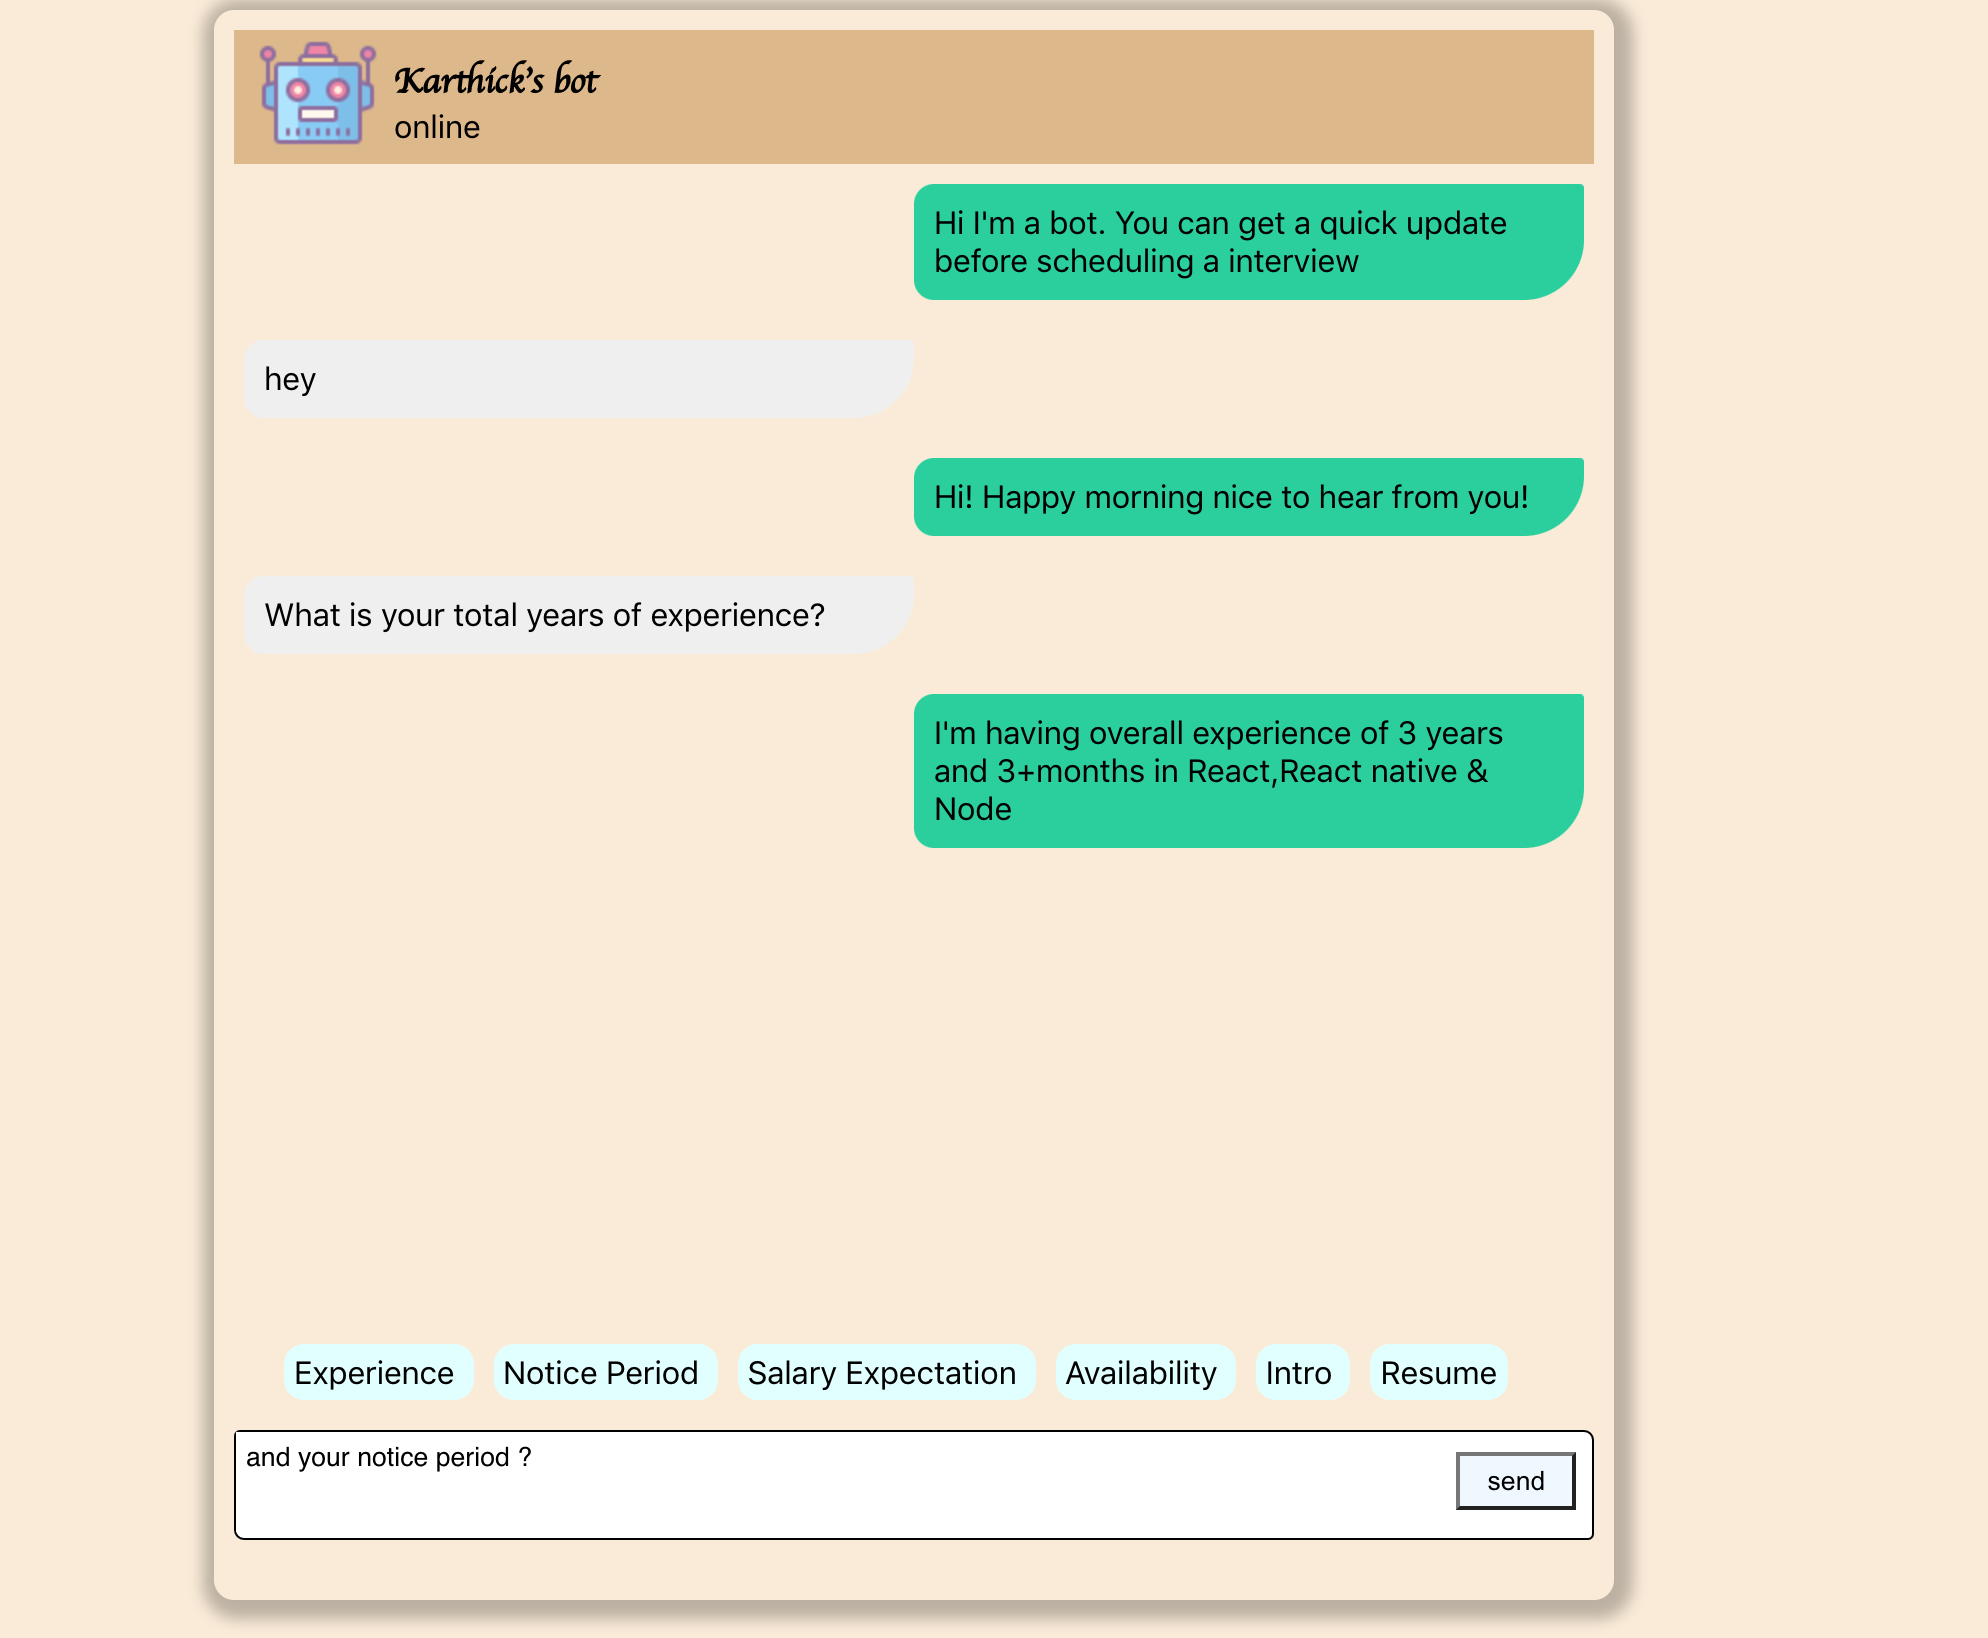 Karthick's bot
online
Hi I'm a bot. You can get a quick update
before scheduling a interview
hey
Hi! Happy morning nice to hear from you!
What is your total years of experience?
I'm having overall experience of 3 years
and 3+months in React,React native &
Node
Experience Notice Period Salary Expectation Availability Intro Resume
and your notice period ?
send